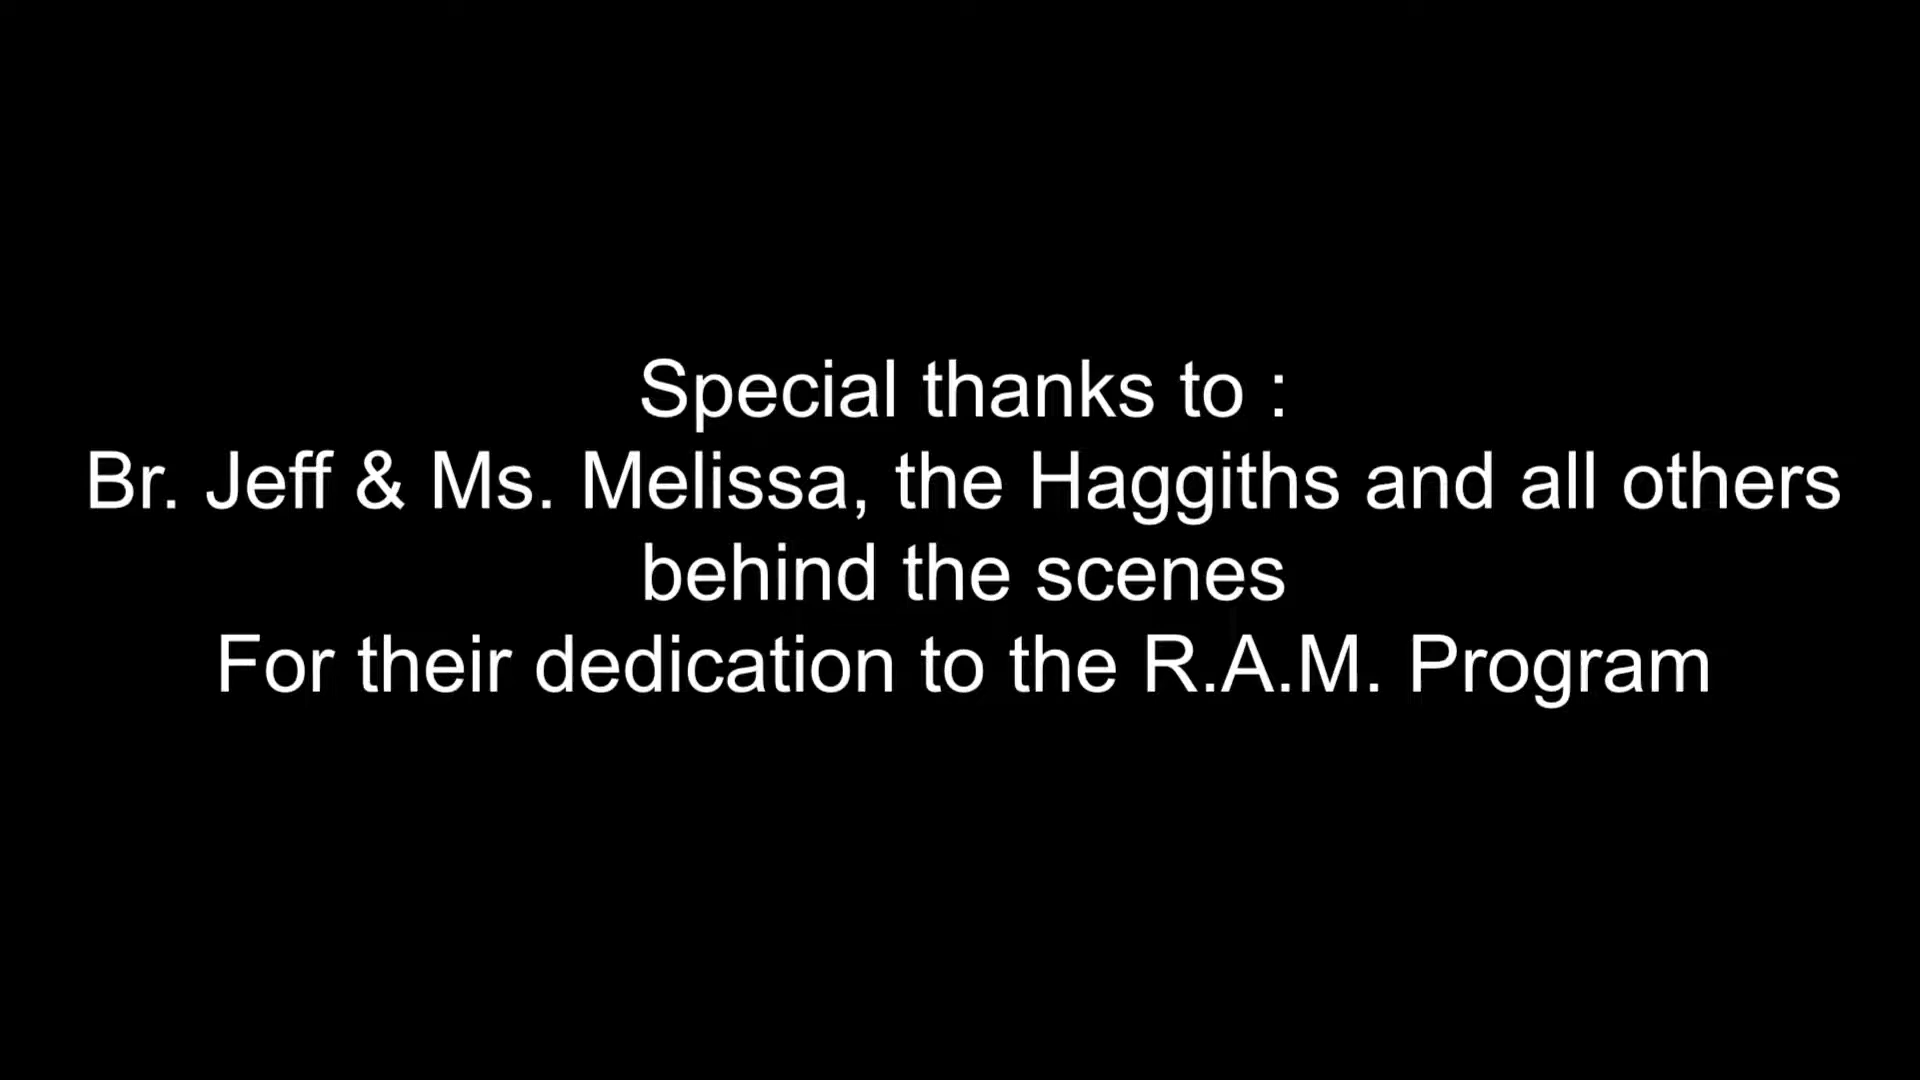 Special thanks to :
Br. Jeff & Ms. Melissa, the Haggiths and all others
behind the scenes
For their dedication to the R.A.M. Program